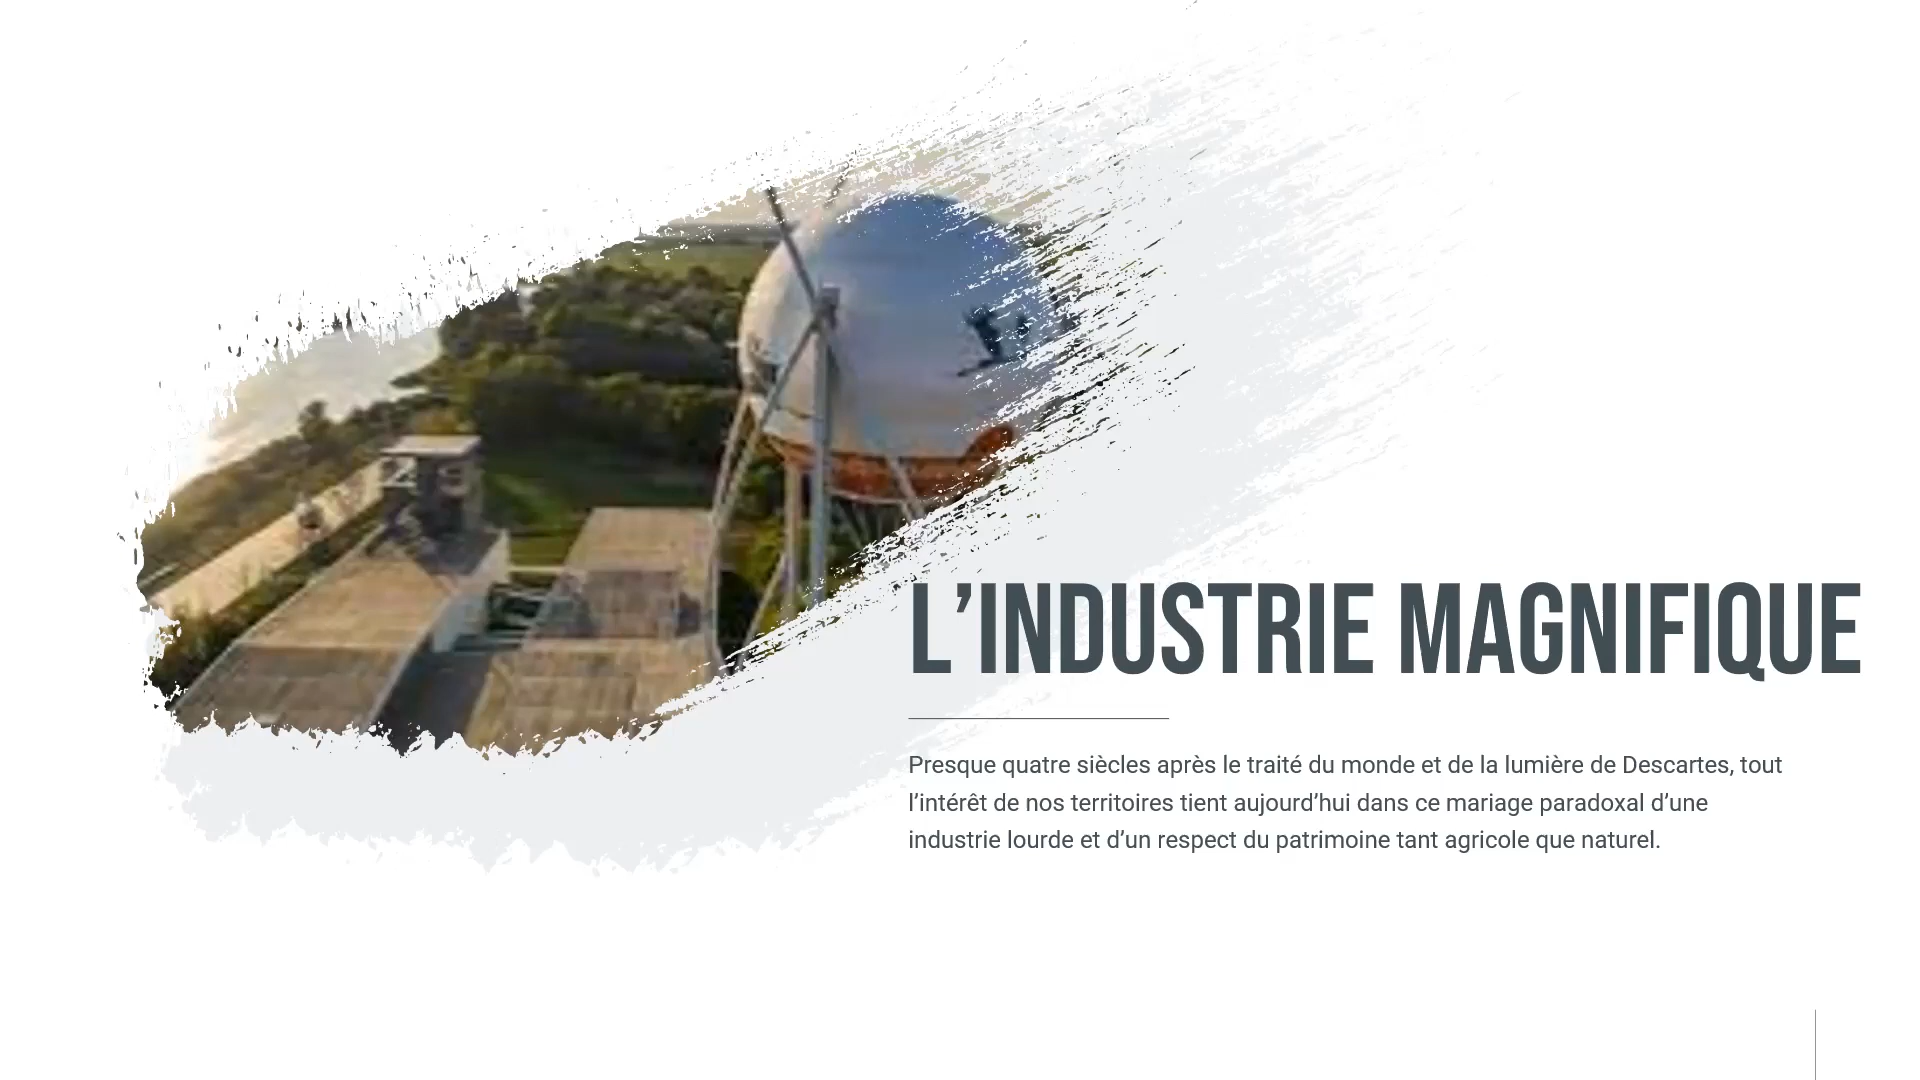 L’INDUSTRIE MAGNIFIQUE
Presque quatre siècles après le traité du monde et de la lumière de Descartes, tout
l’intérêt de nos territoires tient aujourd’hui dans ce mariage paradoxal d’une
industrie lourde et d’un respect du patrimoine tant agricole que naturel.